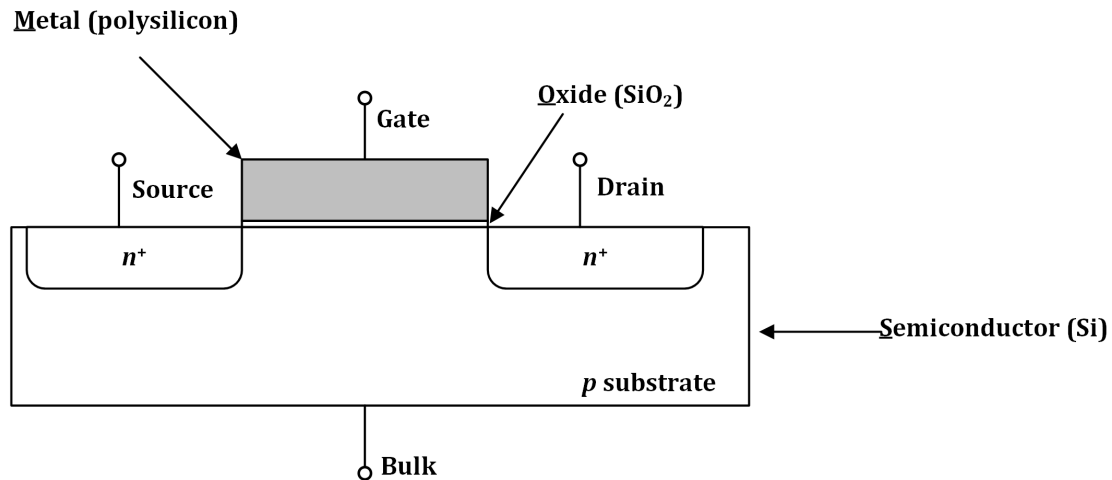 Metal (polysilicon)
Oxide (SiO₂)
Gate
Source
Drain
n⁺
n⁺
Semiconductor (Si)
p substrate
Bulk